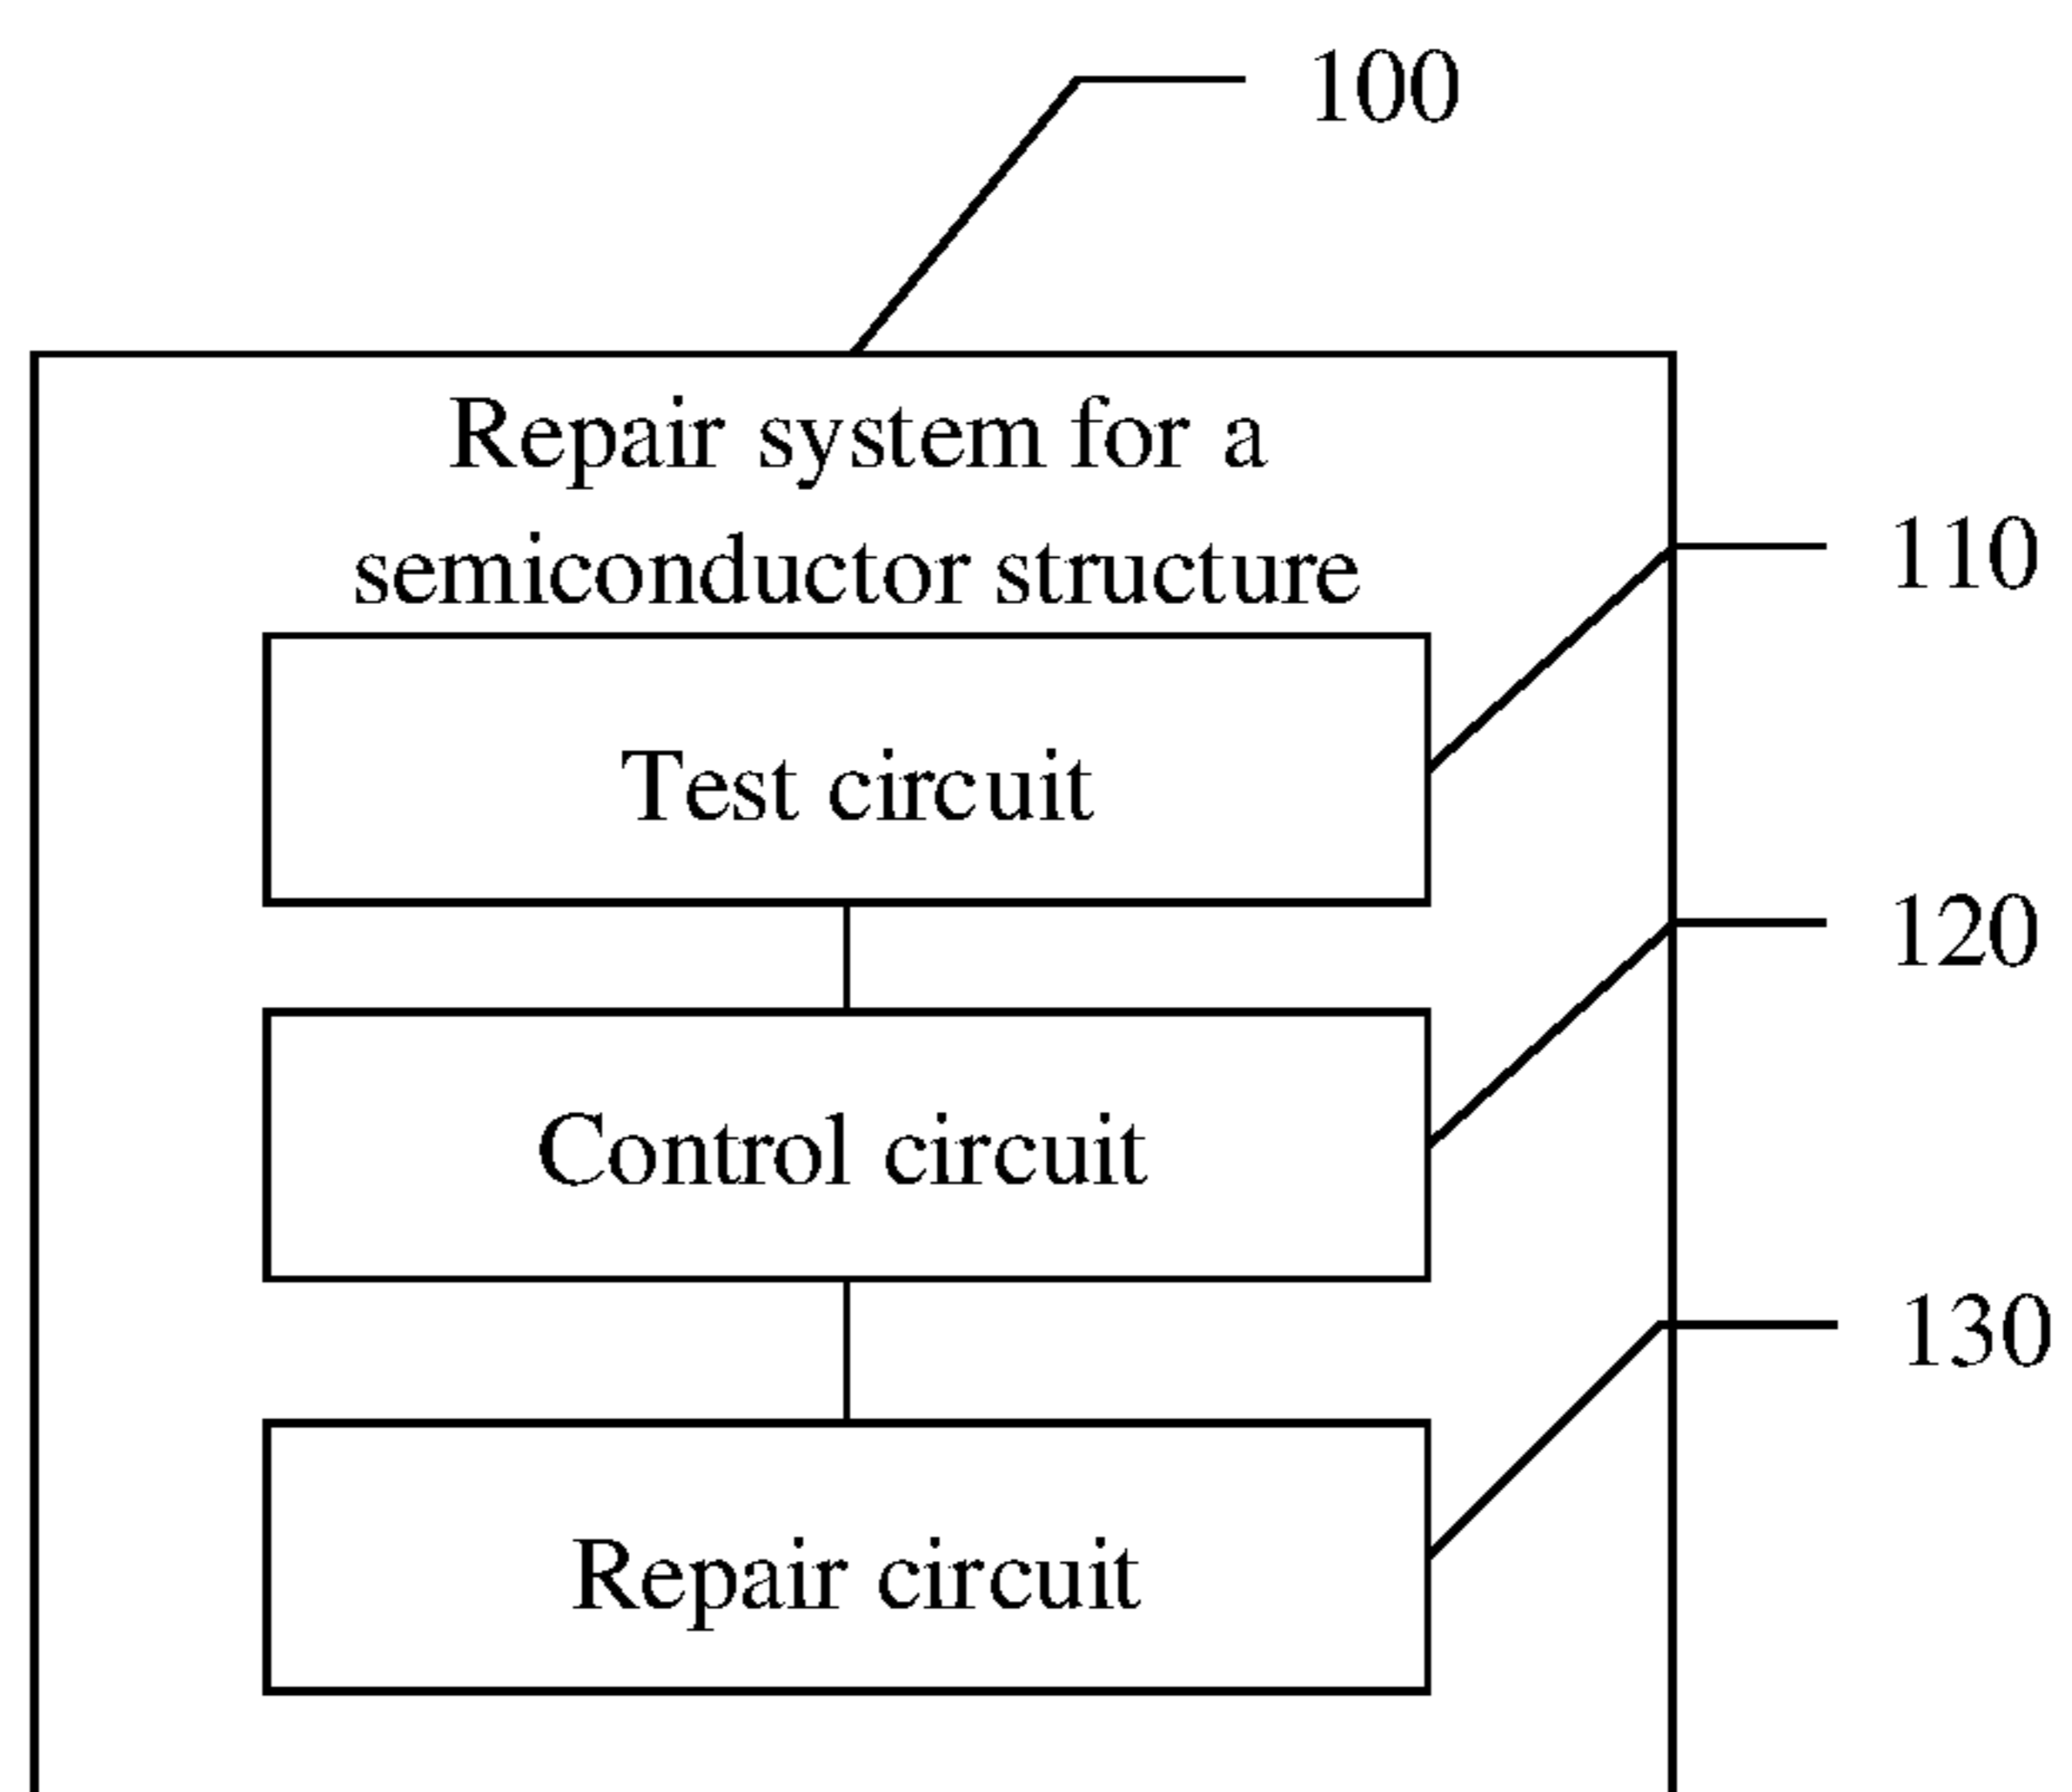 100
Repair system for a
semiconductor structure
110
Test circuit
120
Control circuit
130
Repair circuit